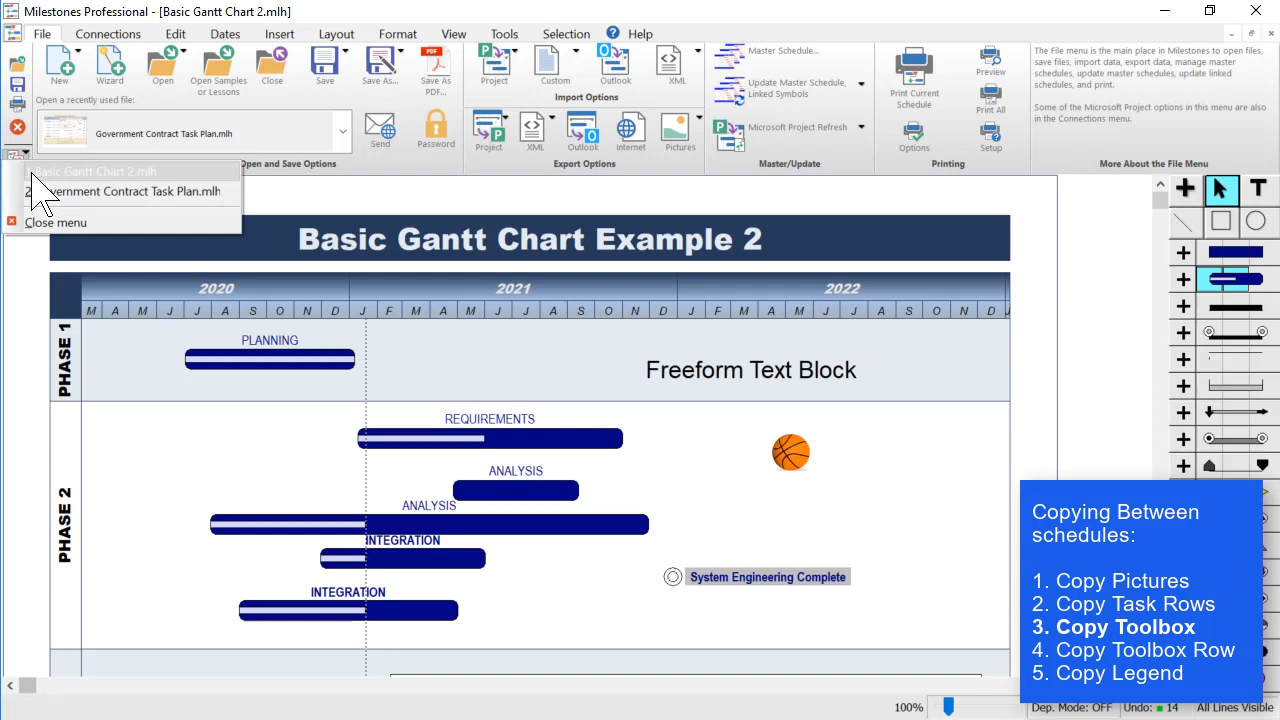 Milestones Professional - [Basic Gantt Chart 2.mlh]
File Connections Edit Dates Insert Layout Format View Tools Selection ? Help
New Wizard Open Open Samples or Lessons Close Save Save As... Save As PDF... PDF
Open a recently used file:
Government Contract Task Plan.mlh
Send Password
Open and Save Options
Project Custom Outlook XML
Import Options
Project XML Outlook Internet Pictures
Export Options
Master Schedule...
Update Master Schedule,
Linked Symbols
Microsoft Project Refresh
Master/Update
Print Current
Schedule
Preview
Print All
Options Setup
Printing
The File menu is the main place in Milestones to open files,
save files, import data, export data, manage master
schedules, update master schedules, update linked
schedules, and print.
Some of the Microsoft Project options in this menu are also
in the Connections menu.
More About the File Menu
Basic Gantt Chart 2.mlh
2 vernment Contract Task Plan.mlh
Close menu
T
Basic Gantt Chart Example 2
2020 2021 2022
M A M J J A S O N D J F M A M J J A S O N D J F M A M J J A S O N D J
PHASE 1
PLANNING
Freeform Text Block
PHASE 2
REQUIREMENTS
ANALYSIS
ANALYSIS
INTEGRATION
System Engineering Complete
INTEGRATION
Copying Between
schedules:
1. Copy Pictures
2. Copy Task Rows
3. Copy Toolbox
4. Copy Toolbox Row
5. Copy Legend
100% Dep. Mode: OFF Undo: 14 All Lines Visible